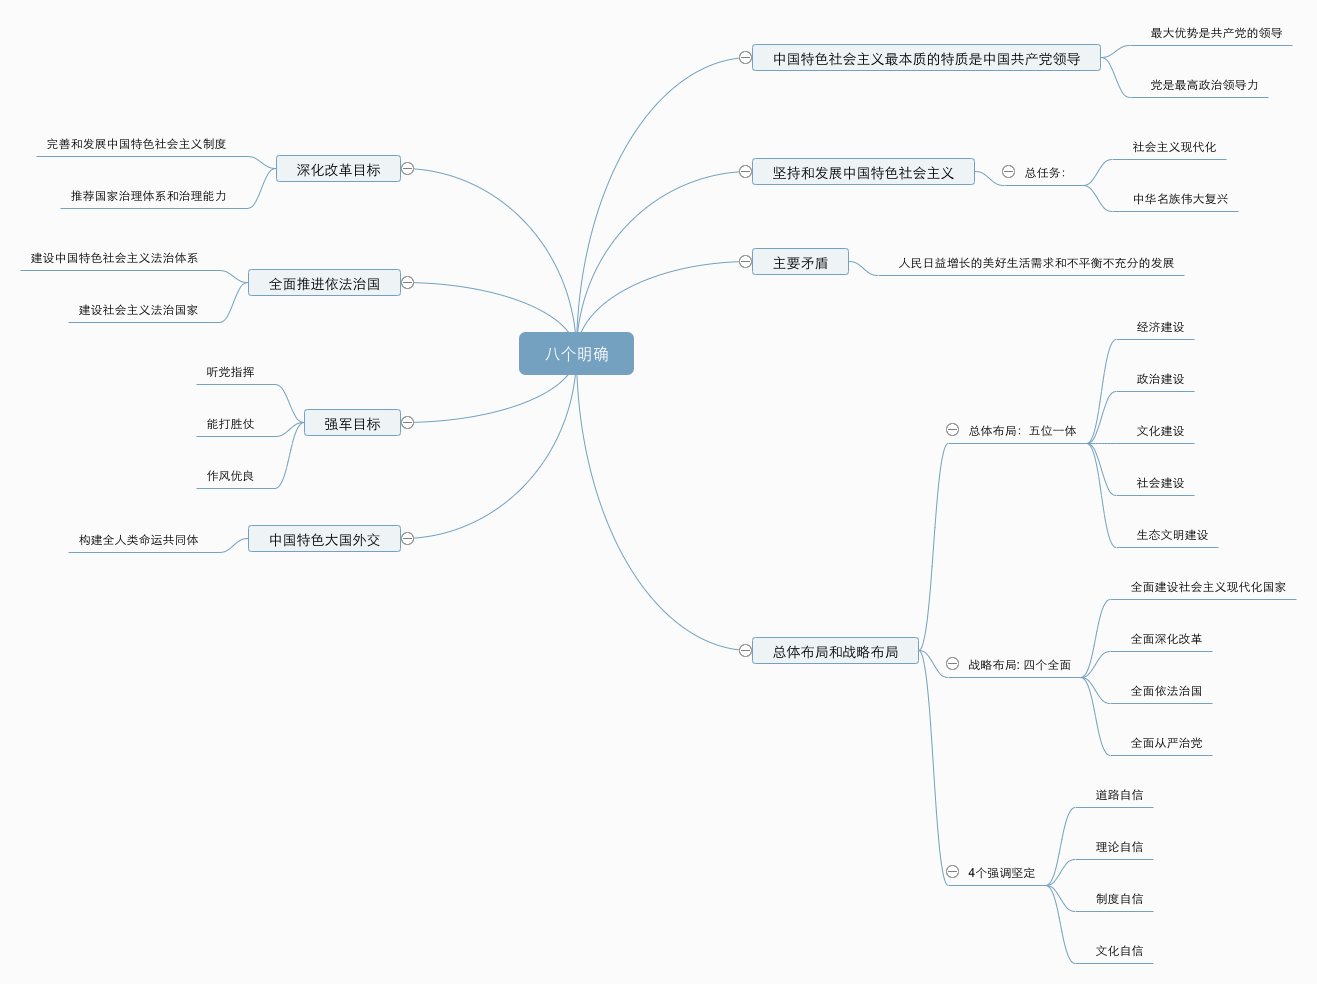 八个明确
中国特色社会主义最本质的特质是中国共产党领导
最大优势是共产党的领导
党是最高政治领导力
坚持和发展中国特色社会主义
总任务:
社会主义现代化
中华名族伟大复兴
主要矛盾
人民日益增长的美好生活需求和不平衡不充分的发展
总体布局和战略布局
总体布局：五位一体
经济建设
政治建设
文化建设
社会建设
生态文明建设
战略布局: 四个全面
全面建设社会主义现代化国家
全面深化改革
全面依法治国
全面从严治党
4个强调坚定
道路自信
理论自信
制度自信
文化自信
深化改革目标
完善和发展中国特色社会主义制度
推荐国家治理体系和治理能力
全面推进依法治国
建设中国特色社会主义法治体系
建设社会主义法治国家
强军目标
听党指挥
能打胜仗
作风优良
中国特色大国外交
构建全人类命运共同体